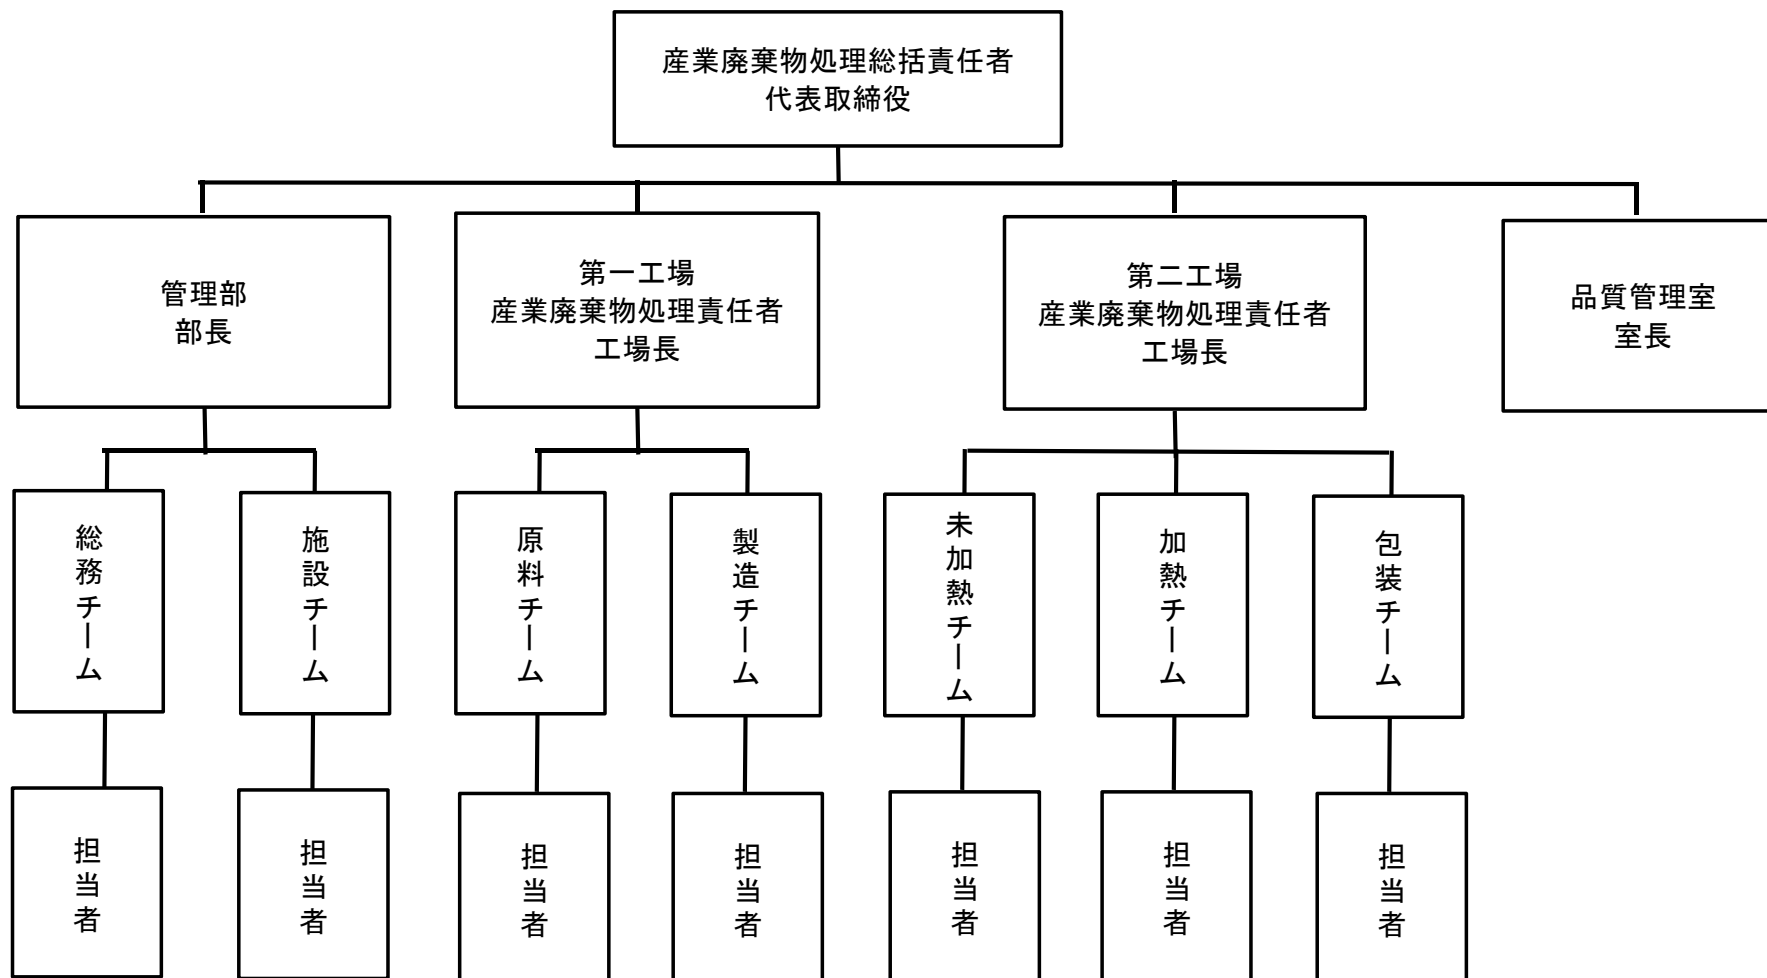 産業廃棄物処理総括責任者
代表取締役
管理部
部長
第一工場
産業廃棄物処理責任者
工場長
第二工場
産業廃棄物処理責任者
工場長
品質管理室
室長
総務チーム
施設チーム
原料チーム
製造チーム
未加熱チーム
加熱チーム
包装チーム
担当者
担当者
担当者
担当者
担当者
担当者
担当者